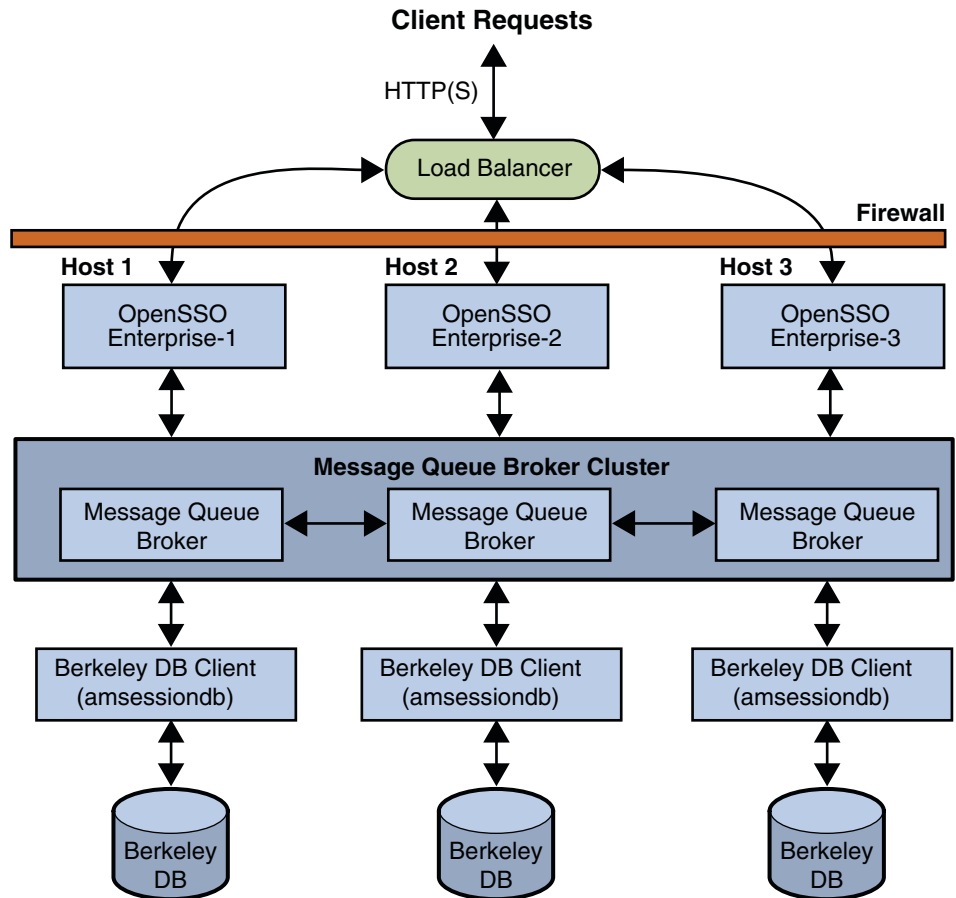 Client Requests
HTTP(S)
Load Balancer
Firewall
Host 1
Host 2
Host 3
OpenSSO
Enterprise-1
OpenSSO
Enterprise-2
OpenSSO
Enterprise-3
Message Queue Broker Cluster
Message Queue
Broker
Message Queue
Broker
Message Queue
Broker
Berkeley DB Client
(amsessiondb)
Berkeley DB Client
(amsessiondb)
Berkeley DB Client
(amsessiondb)
Berkeley
DB
Berkeley
DB
Berkeley
DB